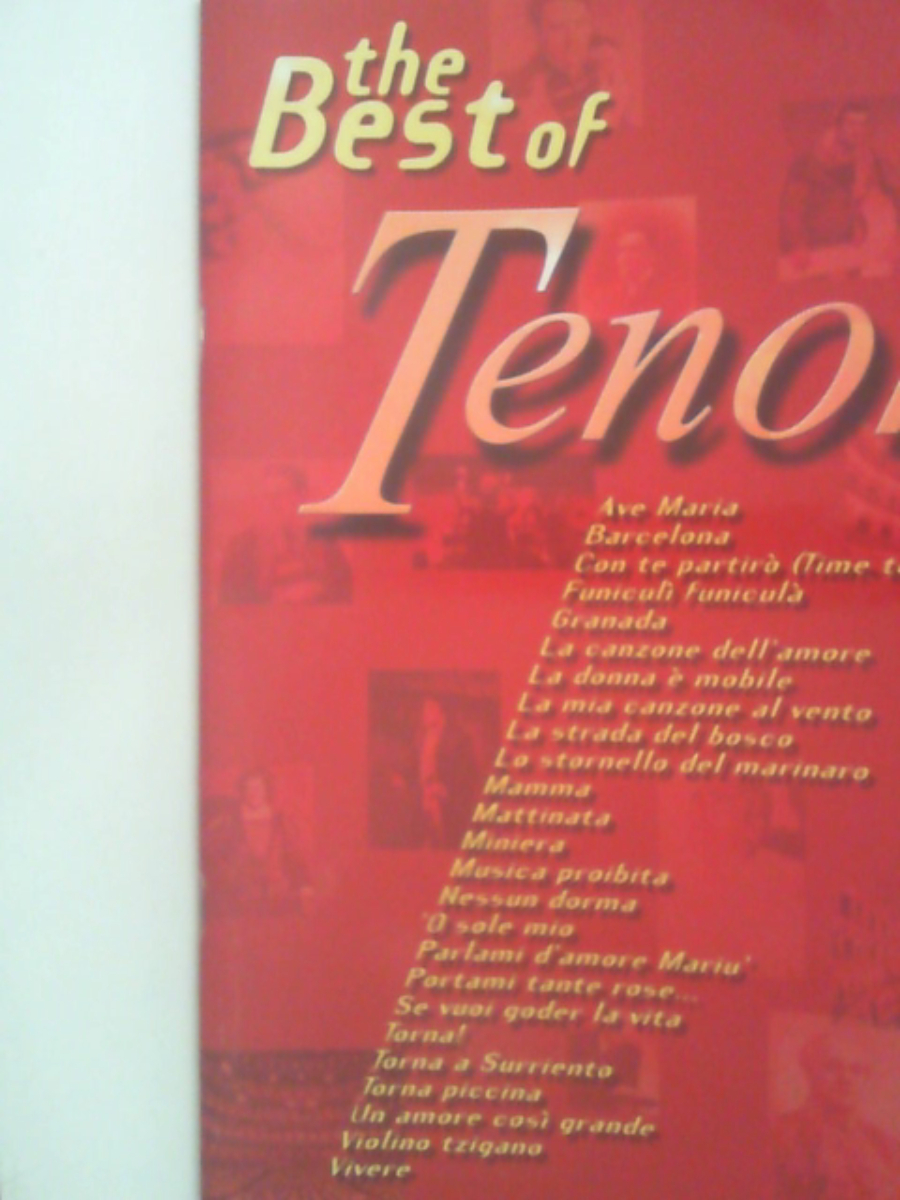 the
Best of
Teno
Ave Maria
Barcelona
Con te partirò (Time t
Funiculì Funiculà
Granada
La canzone dell'amore
La donna è mobile
La mia canzone al vento
La strada del bosco
Lo stornello del marinaro
Mamma
Mattinata
Miniera
Musica proibita
Nessun dorma
'O sole mio
Parlami d'amore Mariu'
Portami tante rose...
Se vuoi goder la vita
Torna!
Torna a Surriento
Torna piccina
Un amore così grande
Violino tzigano
Vivere